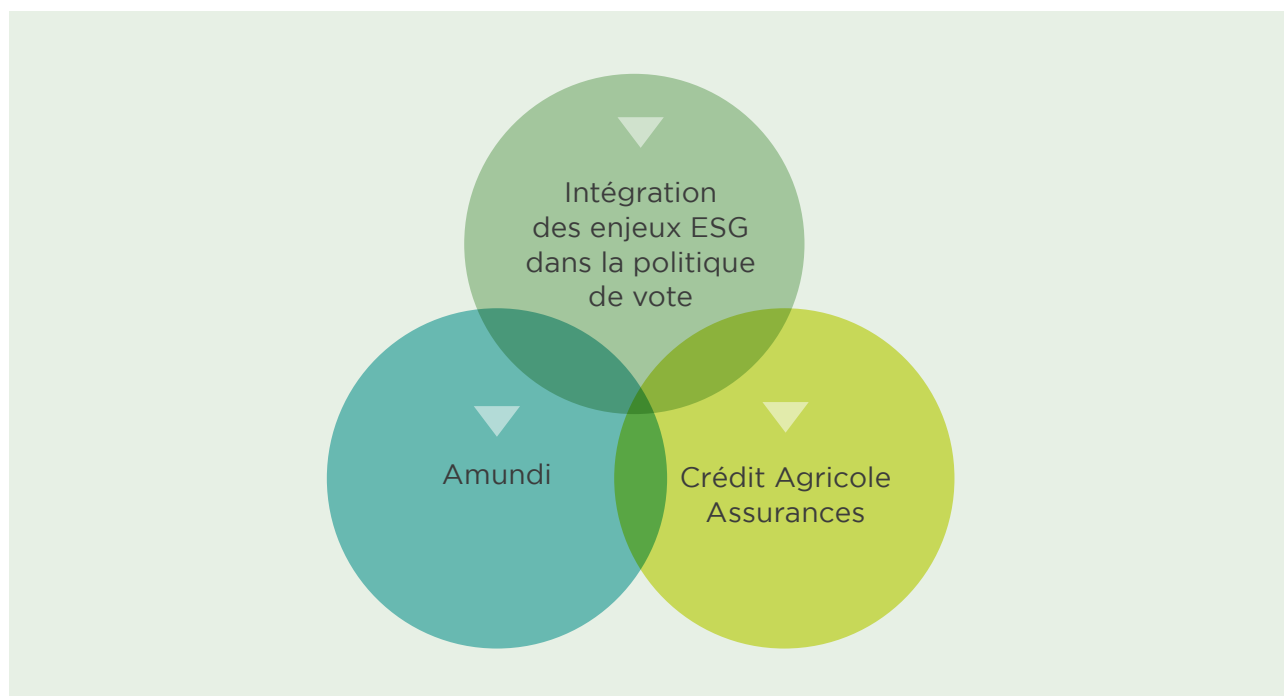 Intégration
des enjeux ESG
dans la politique
de vote
Amundi
Crédit Agricole
Assurances